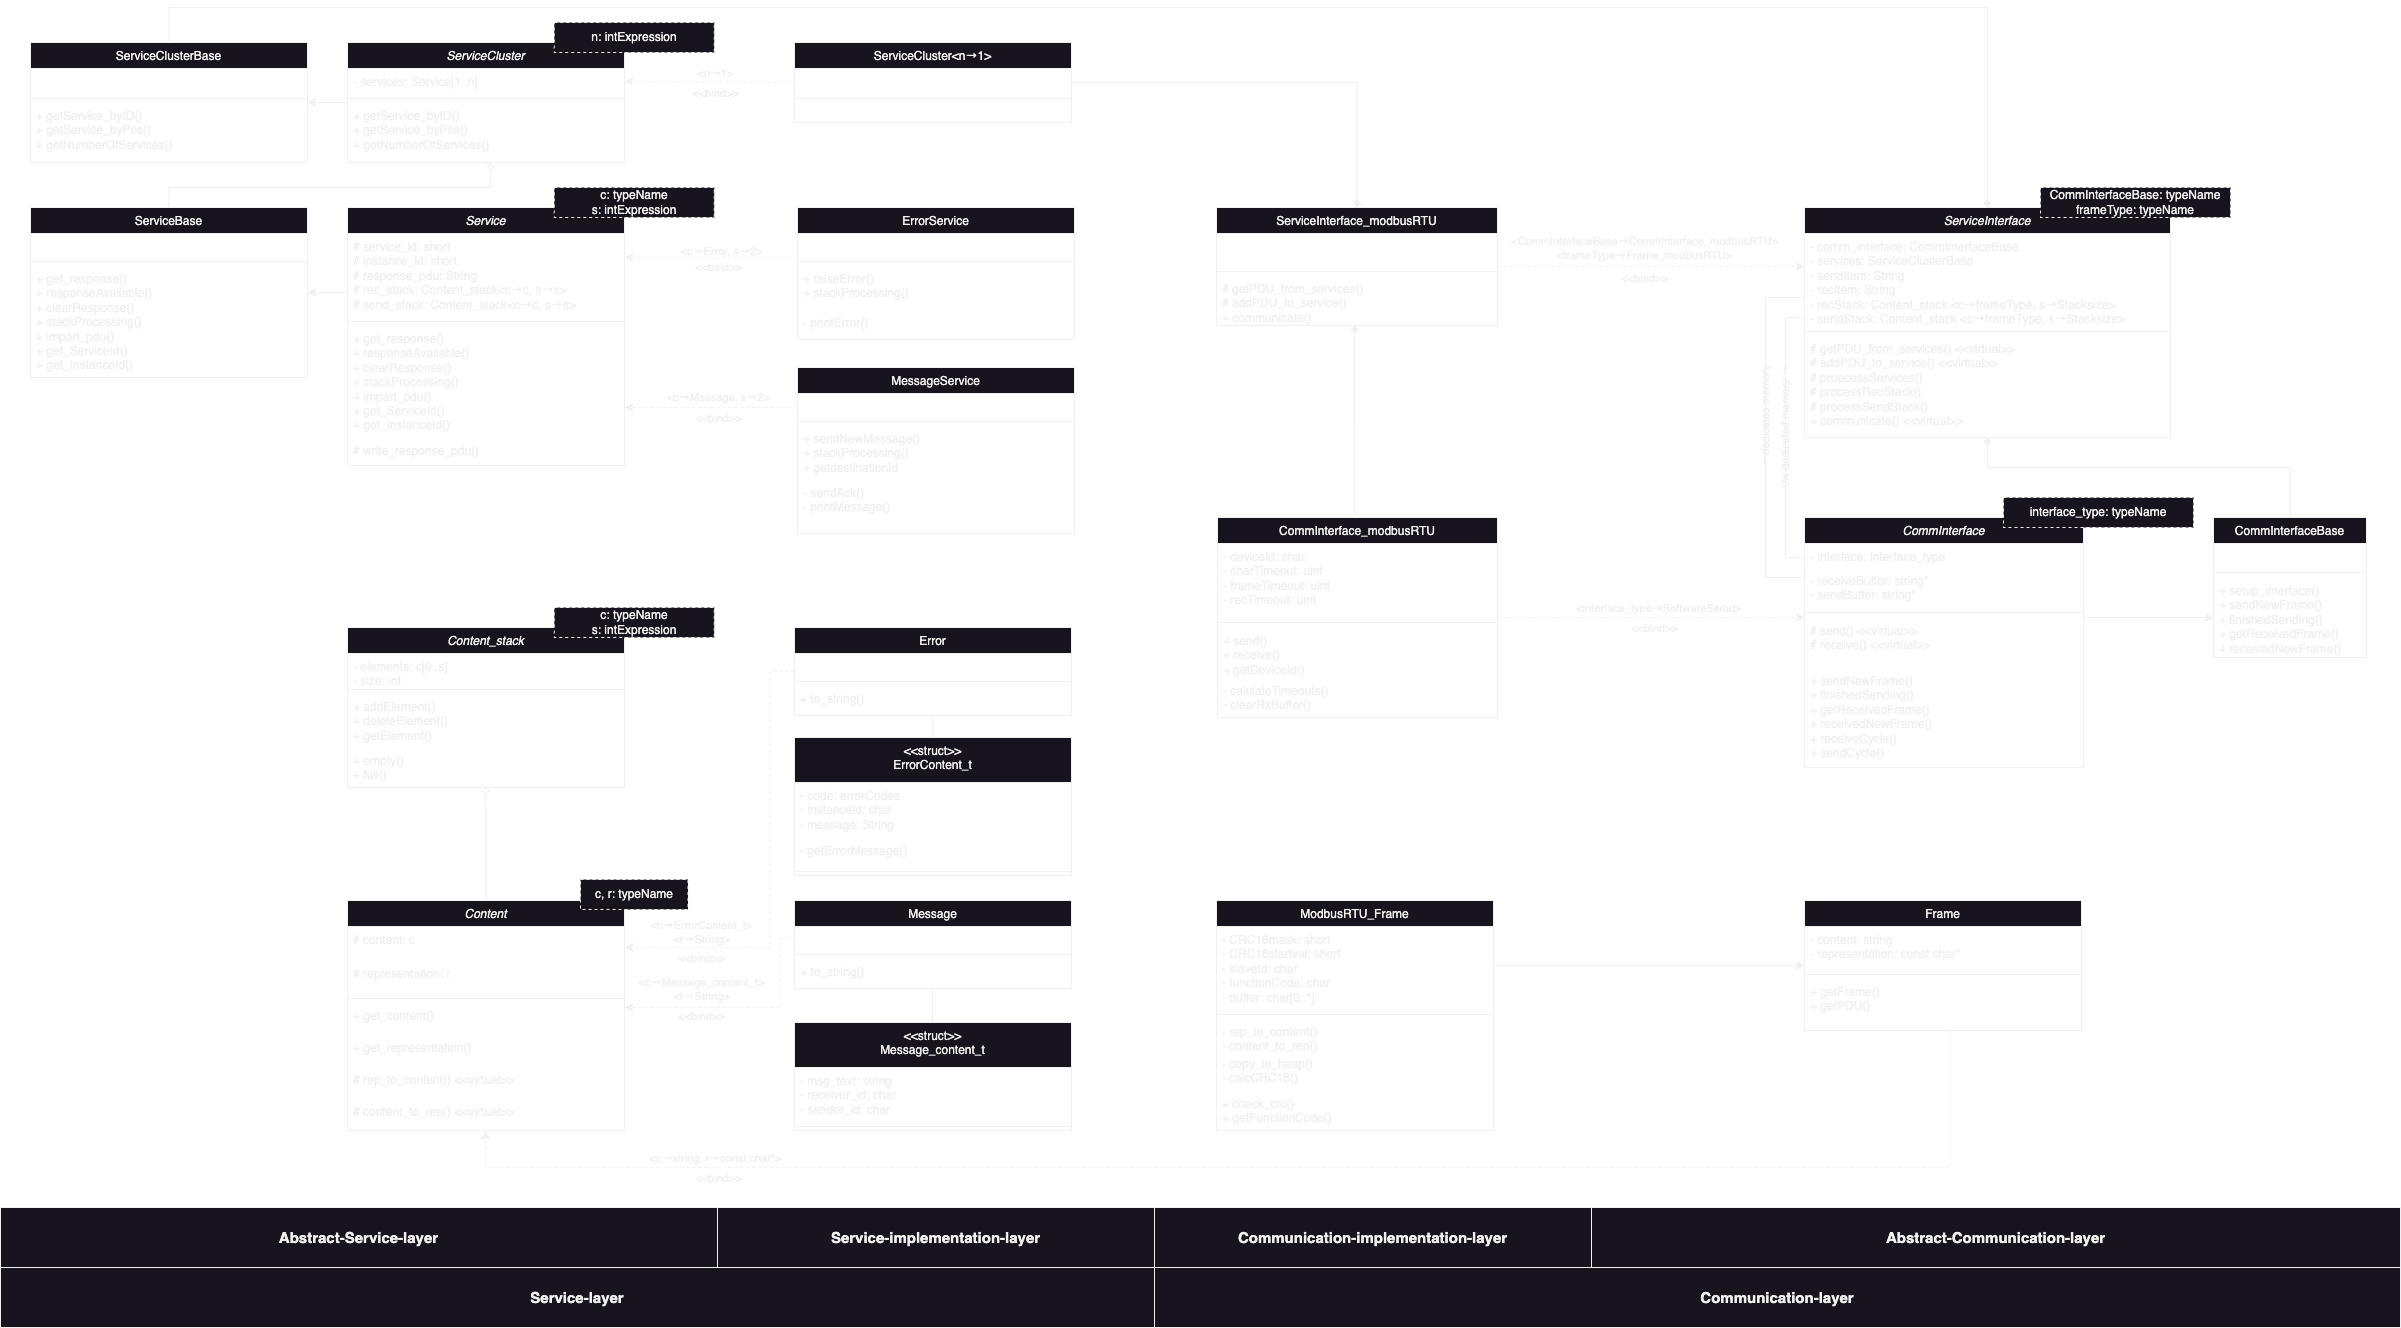 n: intExpression
ServiceClusterBase
+ getService_byID()
+ getService_byPos()
+ getNumberOfServices()
ServiceCluster
- services: Service[1..n]
+ getService_byID()
+ getService_byPos()
+ getNumberOfServices()
<n→1>
<<bind>>
ServiceCluster<n→1>
c: typeName
s: intExpression
ServiceBase
+ get_response()
+ responseAvailable()
+ clearResponse()
+ stackProcessing()
+ impart_pdu()
+ get_ServiceId()
+ get_InstanceId()
Service
# service_id: short
# instance_id: short
# response_pdu: String
# rec_stack: Content_stack<c→c, s→s>
# send_stack: Content_stack<c→c, s→s>
+ get_response()
+ responseAvailable()
+ clearResponse()
+ stackProcessing()
+ impart_pdu()
+ get_ServiceId()
+ get_InstanceId()
# write_response_pdu()
<c→Error, s→2>
<<bind>>
ErrorService
+ raiseError()
+ stackProcessing()
- printError()
<c→Message, s→2>
<<bind>>
MessageService
+ sendNewMessage()
+ stackProcessing()
+ getdestinationId
- sendAck()
- printMessage()
ServiceInterface_modbusRTU
# getPDU_from_services()
# addPDU_to_service()
+ communicate()
<CommInterfaceBase→CommInterface_modbusRTU>
<frameType→Frame_modbusRTU>
<<bind>>
CommInterfaceBase: typeName
frameType: typeName
ServiceInterface
- comm_interface: CommInterfaceBase
- services: ServiceClusterBase
- sendItem: String
- recItem: String
- recStack: Content_stack <c→frameType, s→Stacksize>
- sendStack: Content_stack <c→frameType, s→Stacksize>
# getPDU_from_services() <<virtual>>
# addPDU_to_service() <<virtual>>
# proecessServices()
# processRecStack()
# processSendStack()
+ communicate() <<virtual>>
← dedicates memory
r/w dedicated memory →
CommInterface_modbusRTU
- deviceId: char
- charTimeout: uint
- frameTimeout: uint
- recTimeout: uint
+ send()
+ receive()
+ getDeviceId()
- calulateTimeouts()
- clearRxBuffer()
<interface_type→SoftwareSerial>
<<bind>>
interface_type: typeName
CommInterface
- interface: interface_type
- receiveBuffer: string*
- sendBuffer: string*
# send() <<virtual>>
# receive() <<virtual>>
+ sendNewFrame()
+ finishedSending()
+ getReceivedFrame()
+ receivedNewFrame()
+ receiveCycle()
+ sendCycle()
CommInterfaceBase
+ setup_interface()
+ sendNewFrame()
+ finishedSending()
+ getReceivedFrame()
+ receivedNewFrame()
c: typeName
s: intExpression
Content_stack
- elements: c[0..s]
- size: int
+ addElement()
+ deleteElement()
+ getElement()
+ empty()
+ full()
Error
+ to_string()
<<struct>>
ErrorContent_t
- code: errorCodes
- instanceId: char
- message: String
- getErrorMessage()
c, r: typeName
Content
# content: c
# representation: r
+ get_content()
+ get_representation()
# rep_to_content() <<virtual>>
# content_to_rep() <<virtual>>
<c→ErrorContent_t>
<r→String>
<<bind>>
<c→Message_content_t>
<r→String>
<<bind>>
Message
+ to_string()
<<struct>>
Message_content_t
- msg_text: string
- receiver_id: char
- sender_id: char
ModbusRTU_Frame
- CRC16mask: short
- CRC16startval: short
- slaveId: char
- functionCode: char
- buffer: char[0..*]
- rep_to_content()
- content_to_rep()
- copy_to_heap()
- calcCRC16()
+ check_crc()
+ getFunctionCode()
Frame
- content: string
- representation: const char*
+ getFrame()
+ getPDU()
<c→string, r→const char*>
<<bind>>
Abstract-Service-layer
Service-implementation-layer
Communication-implementation-layer
Abstract-Communication-layer
Service-layer
Communication-layer